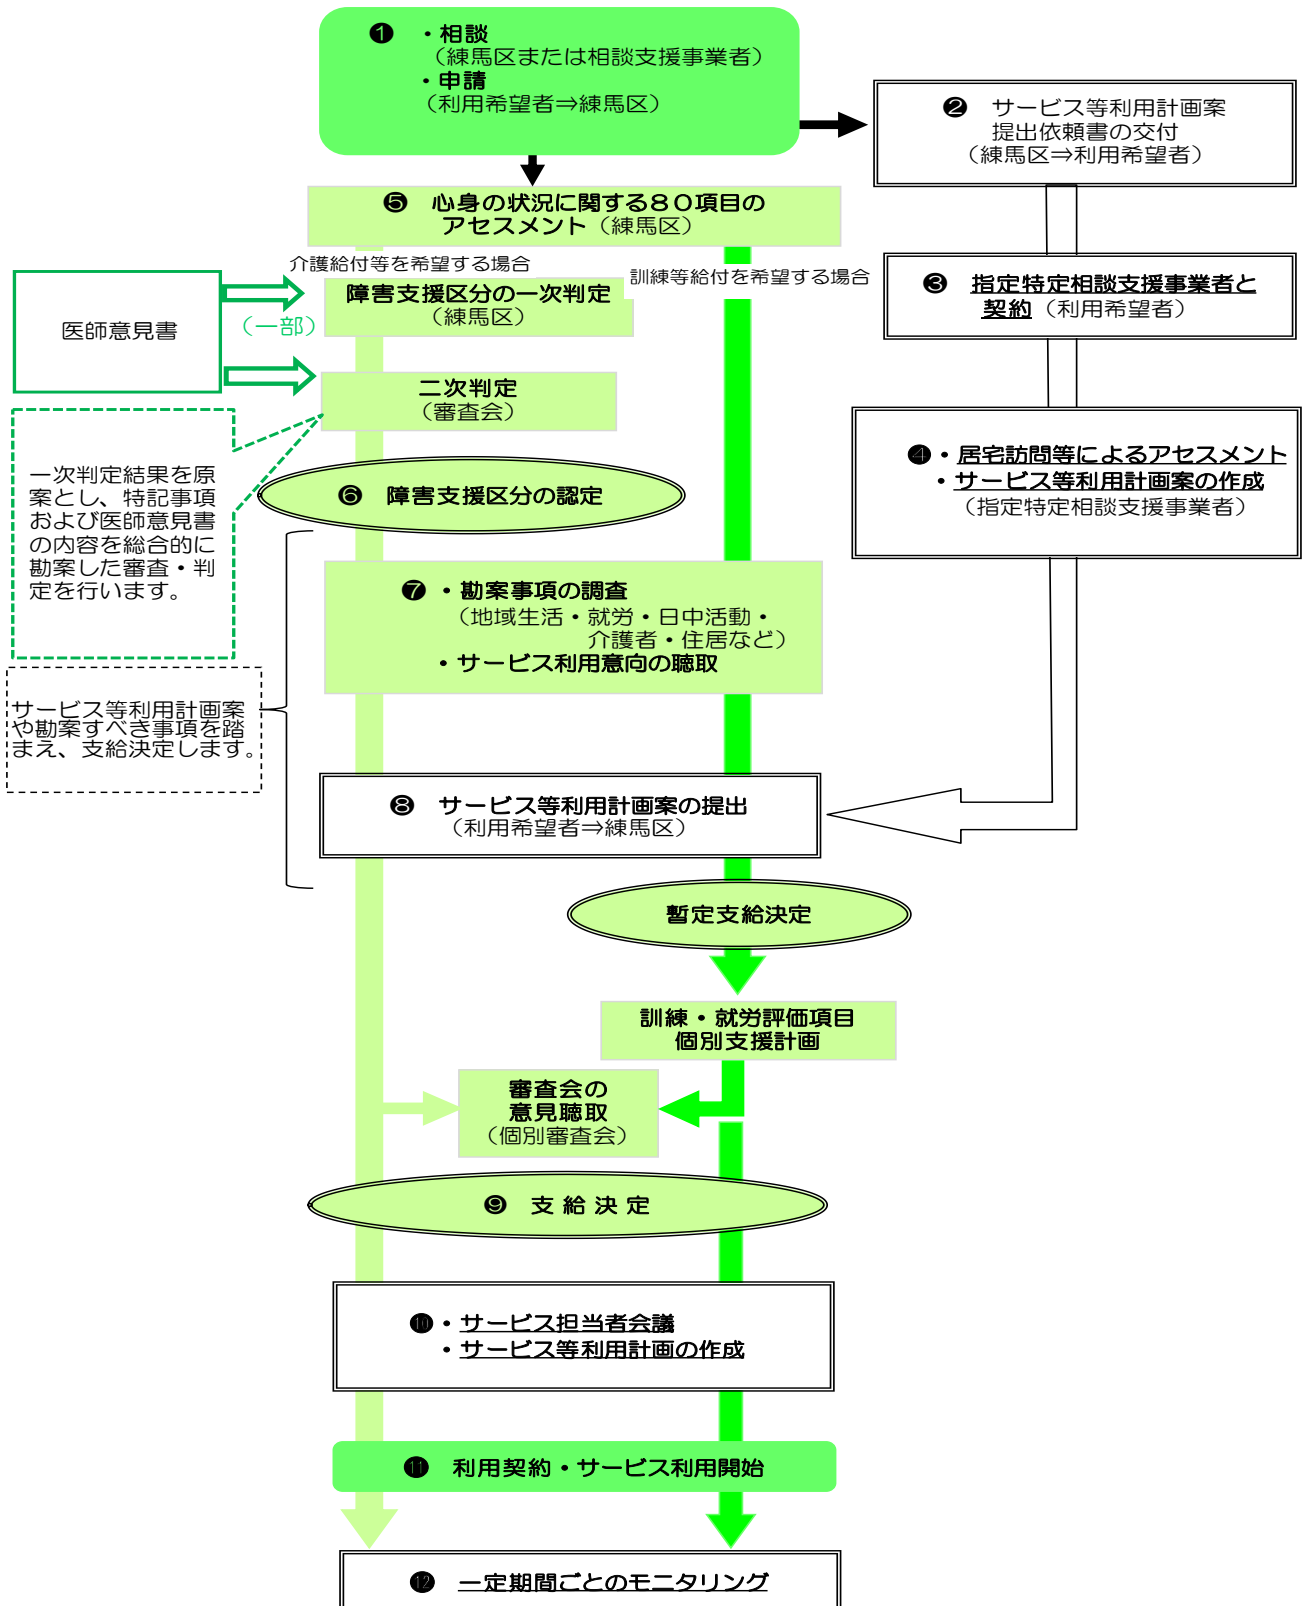 ❶ ・相談
（練馬区または相談支援事業者）
・申請
（利用希望者⇒練馬区）
❷ サービス等利用計画案
提出依頼書の交付
（練馬区⇒利用希望者）
❺ 心身の状況に関する８０項目の
アセスメント（練馬区）
介護給付等を希望する場合
訓練等給付を希望する場合
❸ 指定特定相談支援事業者と
契約（利用希望者）
障害支援区分の一次判定
（練馬区）
医師意見書
（一部）
二次判定
（審査会）
❹・居宅訪問等によるアセスメント
・サービス等利用計画案の作成
（指定特定相談支援事業者）
一次判定結果を原
案とし、特記事項
および医師意見書
の内容を総合的に
勘案した審査・判
定を行います。
❻ 障害支援区分の認定
❼ ・勘案事項の調査
（地域生活・就労・日中活動・
介護者・住居など）
・サービス利用意向の聴取
サービス等利用計画案
や勘案すべき事項を踏
まえ、支給決定します。
❽ サービス等利用計画案の提出
（利用希望者⇒練馬区）
暫定支給決定
訓練・就労評価項目
個別支援計画
審査会の
意見聴取
（個別審査会）
❾ 支 給 決 定
❿・サービス担当者会議
・サービス等利用計画の作成
⓫ 利用契約・サービス利用開始
⓬ 一定期間ごとのモニタリング